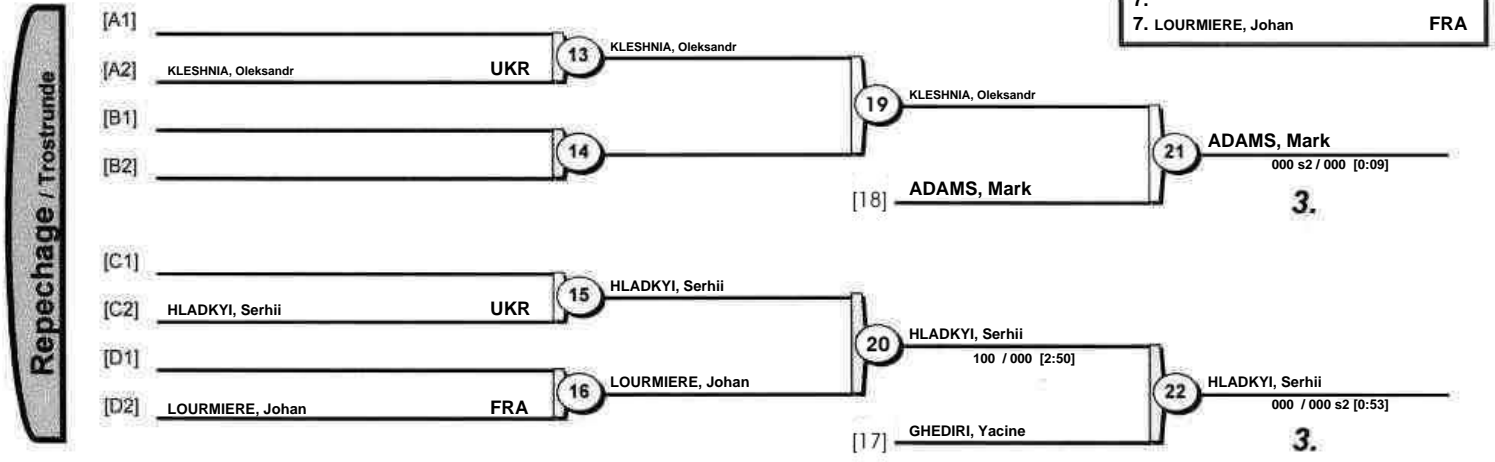 7.
7. LOURMIERE, Johan FRA
Repechage / Trostrunde
[A1]
[A2] KLESHNIA, Oleksandr UKR
13 KLESHNIA, Oleksandr
[B1]
[B2]
14
19 KLESHNIA, Oleksandr
[18] ADAMS, Mark
21 ADAMS, Mark
000 s2 / 000 [0:09]
3.
[C1]
[C2] HLADKYI, Serhii UKR
15 HLADKYI, Serhii
[D1]
[D2] LOURMIERE, Johan FRA
16 LOURMIERE, Johan
20 HLADKYI, Serhii
100 / 000 [2:50]
[17] GHEDIRI, Yacine
22 HLADKYI, Serhii
000 / 000 s2 [0:53]
3.